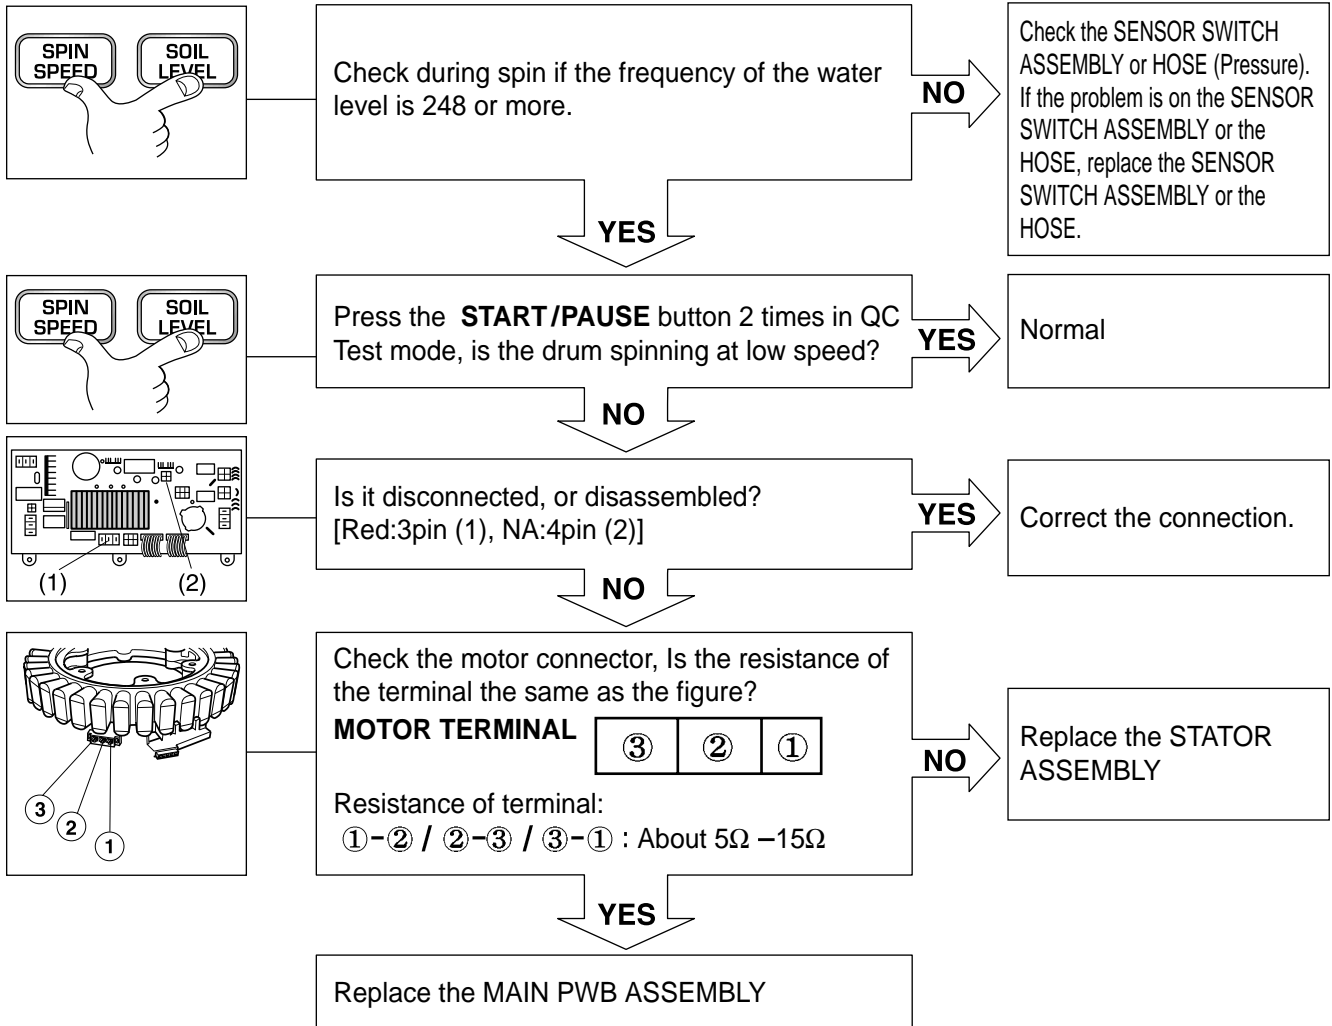 SPIN
SPEED
SOIL
LEVEL
Check during spin if the frequency of the water
level is 248 or more.
NO
Check the SENSOR SWITCH
ASSEMBLY or HOSE (Pressure).
If the problem is on the SENSOR
SWITCH ASSEMBLY or the
HOSE, replace the SENSOR
SWITCH ASSEMBLY or the
HOSE.
YES
SPIN
SPEED
SOIL
LEVEL
Press the START/PAUSE button 2 times in QC
Test mode, is the drum spinning at low speed?
YES
Normal
NO
(1)
(2)
Is it disconnected, or disassembled?
[Red:3pin (1), NA:4pin (2)]
YES
Correct the connection.
NO
3
2
1
Check the motor connector, Is the resistance of
the terminal the same as the figure?
MOTOR TERMINAL
③ ② ①
Resistance of terminal:
①-② / ②-③ / ③-① : About 5Ω –15Ω
NO
Replace the STATOR
ASSEMBLY
YES
Replace the MAIN PWB ASSEMBLY